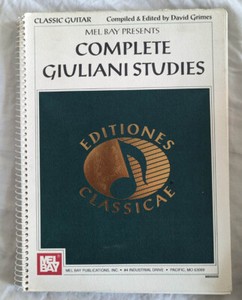 CLASSIC GUITAR
Compiled & Edited by David Grimes
MEL BAY PRESENTS
COMPLETE
GIULIANI STUDIES
EDITIONES
CLASSICAE
MEL
BAY
MEL BAY PUBLICATIONS, INC. • #4 INDUSTRIAL DRIVE • PACIFIC, MO 63069